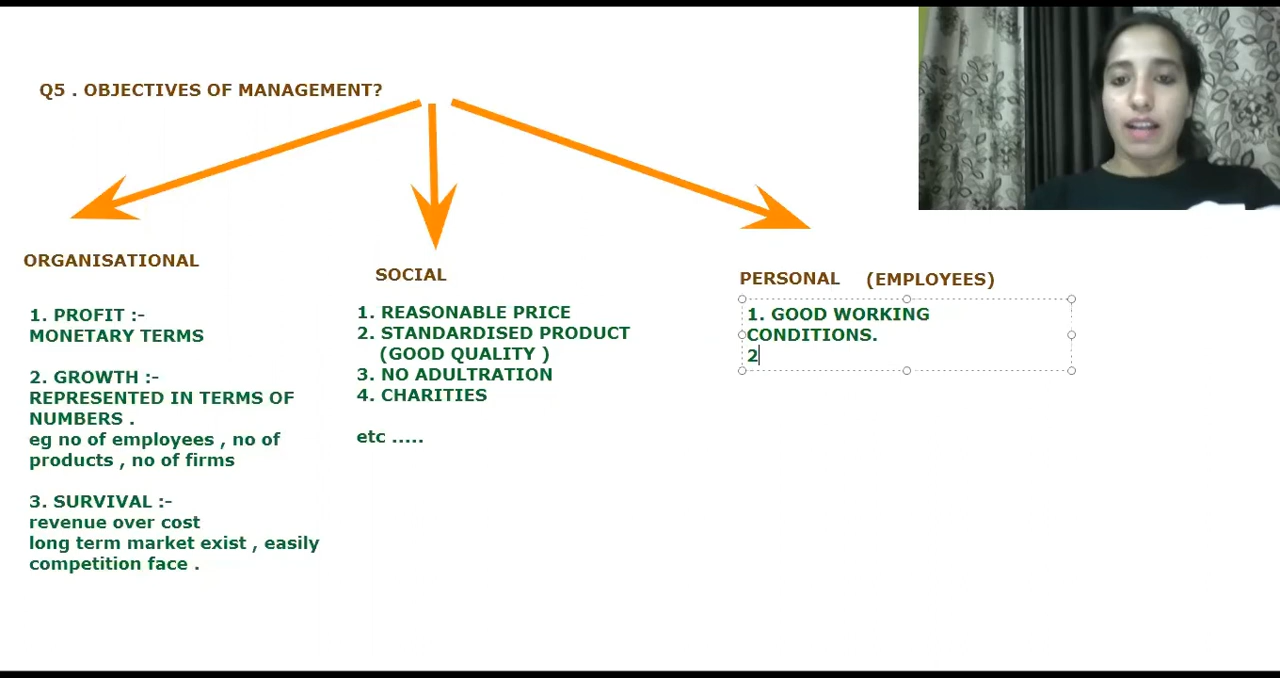 Q5 . OBJECTIVES OF MANAGEMENT?
ORGANISATIONAL
1. PROFIT :-
MONETARY TERMS
2. GROWTH :-
REPRESENTED IN TERMS OF
NUMBERS .
eg no of employees , no of
products , no of firms
3. SURVIVAL :-
revenue over cost
long term market exist , easily
competition face .
SOCIAL
1. REASONABLE PRICE
2. STANDARDISED PRODUCT
(GOOD QUALITY )
3. NO ADULTRATION
4. CHARITIES
etc .....
PERSONAL (EMPLOYEES)
1. GOOD WORKING
CONDITIONS.
2